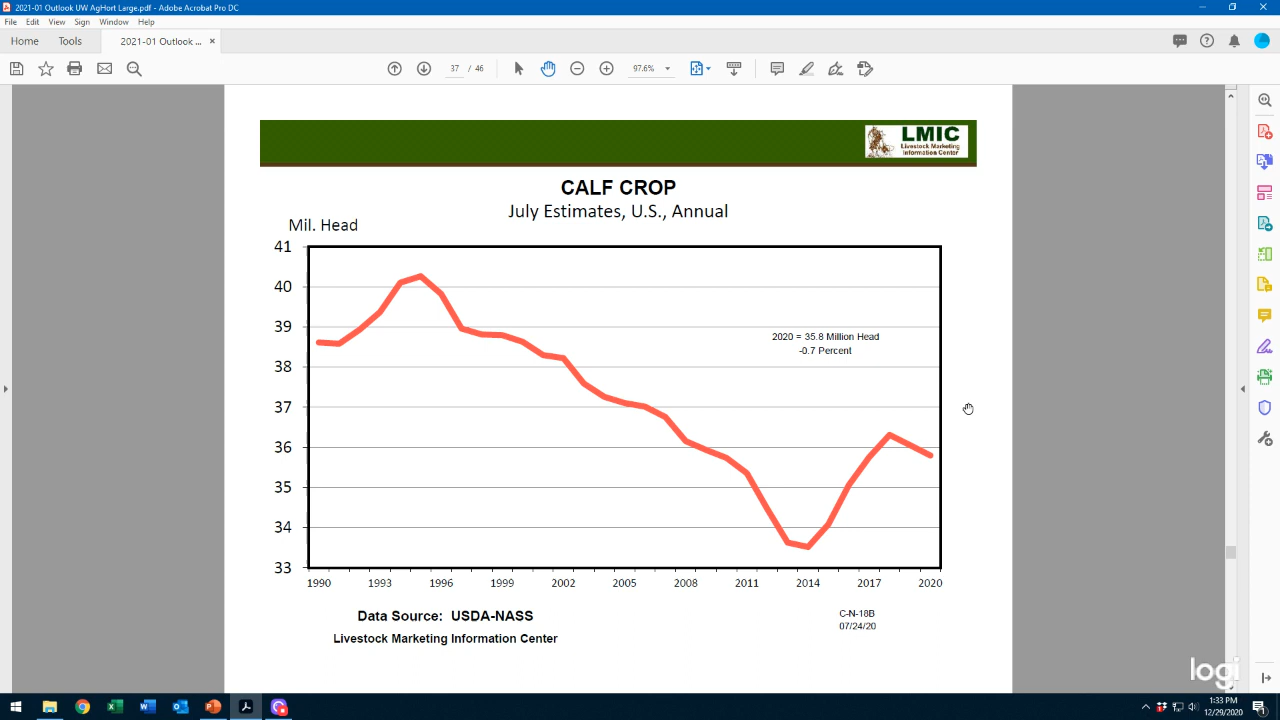 2021-01 Outlook UW AgHort Large.pdf - Adobe Acrobat Pro DC
File Edit View Sign Window Help
Home Tools 2021-01 Outlook ... ×
37 / 46 97.6%
LMIC
Livestock Marketing
Information Center
CALF CROP
July Estimates, U.S., Annual
Mil. Head
41
40
39
38
37
36
35
34
33
2020 = 35.8 Million Head
-0.7 Percent
1990 1993 1996 1999 2002 2005 2008 2011 2014 2017 2020
Data Source: USDA-NASS
Livestock Marketing Information Center
C-N-18B
07/24/20
logi
1:33 PM
12/29/2020
1